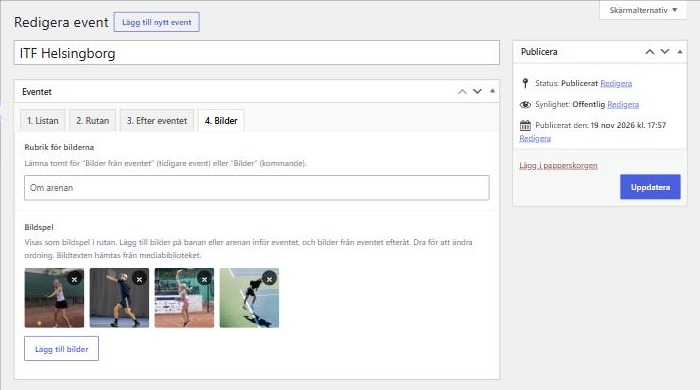 Skärmalternativ
Redigera event
Lägg till nytt event
ITF Helsingborg
Eventet
1. Listan
2. Rutan
3. Efter eventet
4. Bilder
Rubrik för bilderna
Lämna tomt för "Bilder från eventet" (tidigare event) eller "Bilder" (kommande).
Om arenan
Bildspel
Visas som bildspel i rutan. Lägg till bilder på banan eller arenan inför eventet, och bilder från eventet efteråt. Dra för att ändra
ordning. Bildtexten hämtas från mediabiblioteket.
Lägg till bilder
Publicera
Status: Publicerat Redigera
Synlighet: Offentlig Redigera
Publicerat den: 19 nov 2026 kl. 17:57
Redigera
Lägg i papperskorgen
Uppdatera